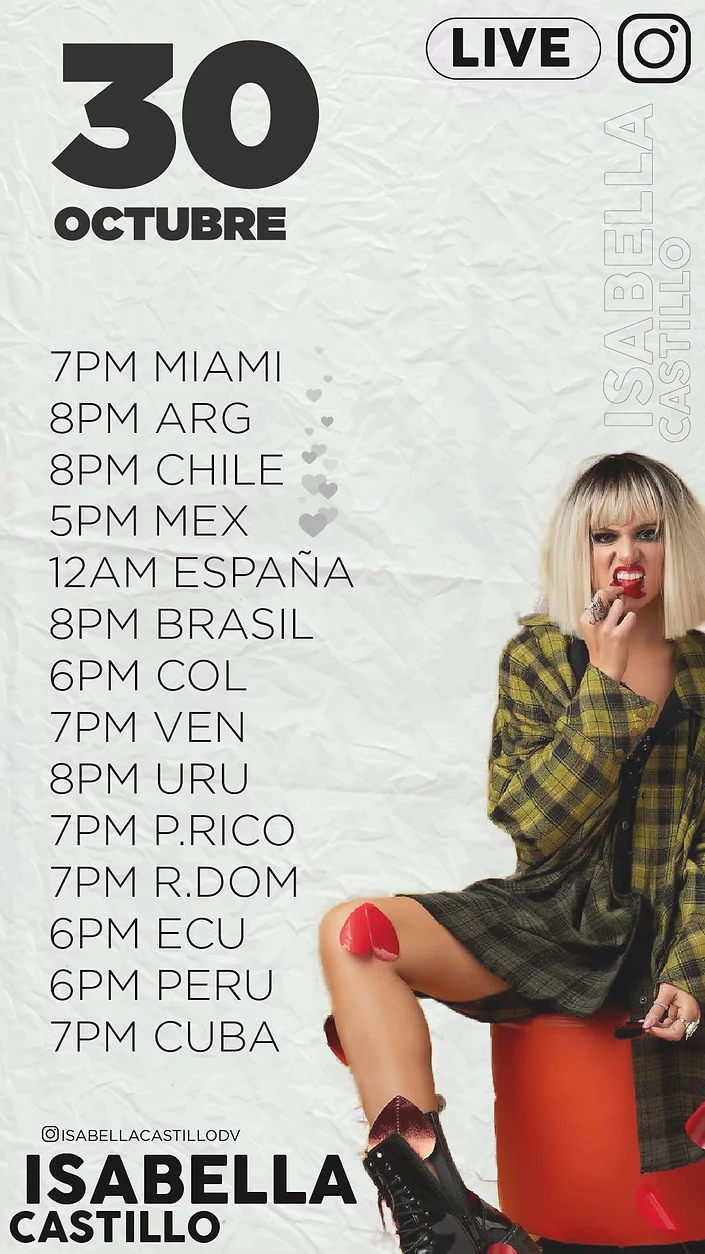 LIVE
30
OCTUBRE
ISABELLA
CASTILLO
7PM MIAMI
8PM ARG
8PM CHILE
5PM MEX
12AM ESPAÑA
8PM BRASIL
6PM COL
7PM VEN
8PM URU
7PM P.RICO
7PM R.DOM
6PM ECU
6PM PERU
7PM CUBA
ISABELLACASTILLODV
ISABELLA
CASTILLO